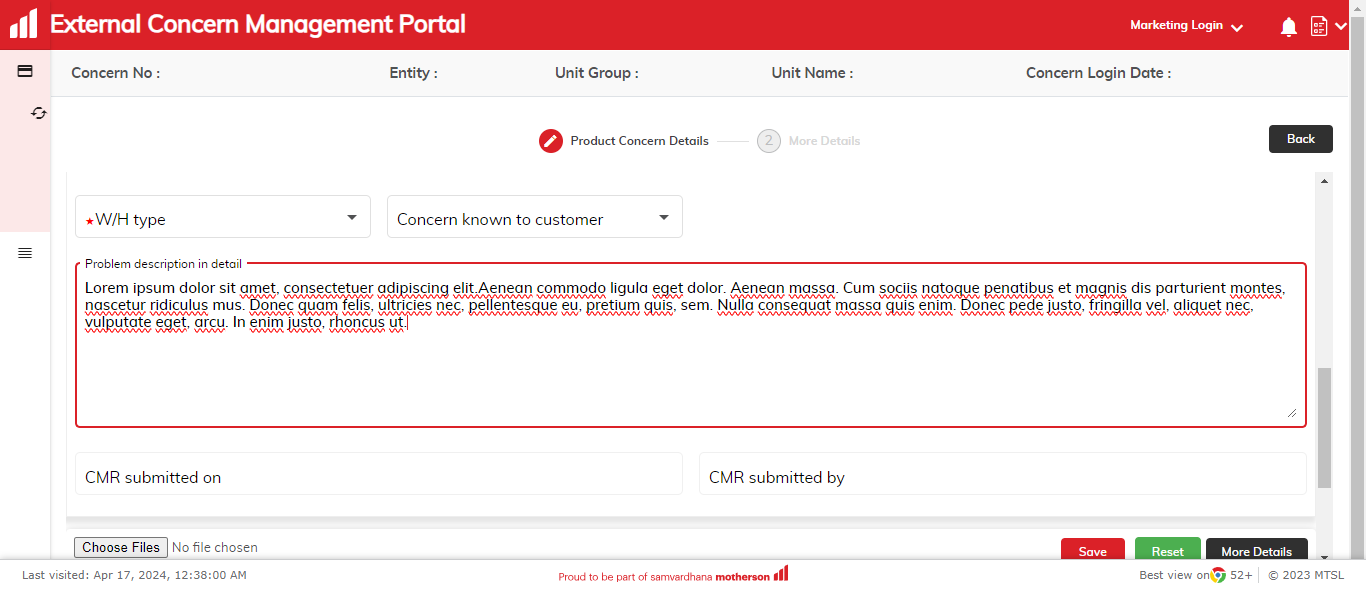 External Concern Management Portal
Marketing Login
Concern No :
Entity :
Unit Group :
Unit Name :
Concern Login Date :
Product Concern Details
2
More Details
Back
*W/H type
Concern known to customer
Problem description in detail
Lorem ipsum dolor sit amet, consectetuer adipiscing elit.Aenean commodo ligula eget dolor. Aenean massa. Cum sociis natoque penatibus et magnis dis parturient montes,
nascetur ridiculus mus. Donec quam felis, ultricies nec, pellentesque eu, pretium quis, sem. Nulla consequat massa quis enim. Donec pede justo, fringilla vel, aliquet nec,
vulputate eget, arcu. In enim justo, rhoncus ut.
CMR submitted on
CMR submitted by
Choose Files No file chosen
Save
Reset
More Details
Last visited: Apr 17, 2024, 12:38:00 AM
Proud to be part of samvardhana motherson
Best view on 52+
© 2023 MTSL